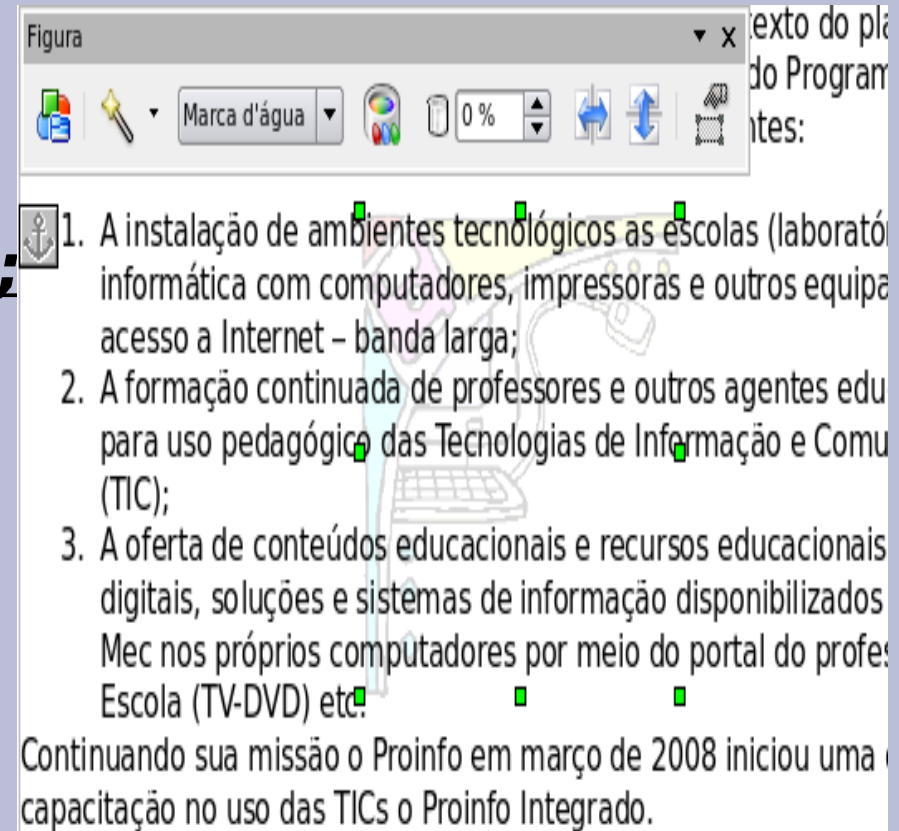 Figura
exto do pla
do Program
Marca d'água
0 %
ntes:
1. A instalação de ambientes tecnológicos as escolas (laborató
informática com computadores, impressoras e outros equipa
acesso a Internet – banda larga;
2. A formação continuada de professores e outros agentes edu
para uso pedagógico das Tecnologias de Informação e Comu
(TIC);
3. A oferta de conteúdos educacionais e recursos educacionais
digitais, soluções e sistemas de informação disponibilizados
Mec nos próprios computadores por meio do portal do profes
Escola (TV-DVD) etc.
Continuando sua missão o Proinfo em março de 2008 iniciou uma
capacitação no uso das TICs o Proinfo Integrado.